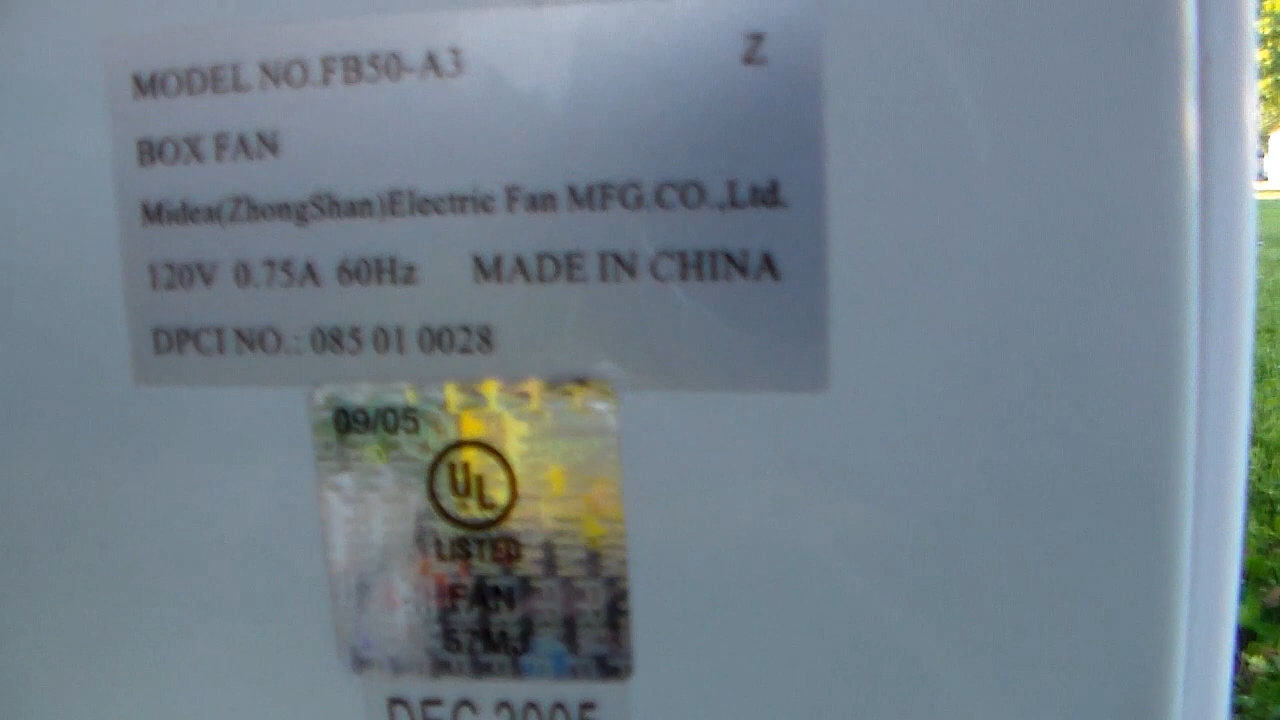 MODEL NO.FB50-A3 Z
BOX FAN
Midea(ZhongShan)Electric Fan MFG.CO.,Ltd.
120V 0.75A 60Hz MADE IN CHINA
DPCI NO.: 085 01 0028
09/05
UL
LISTED
FAN
57MJ
DEC 2005